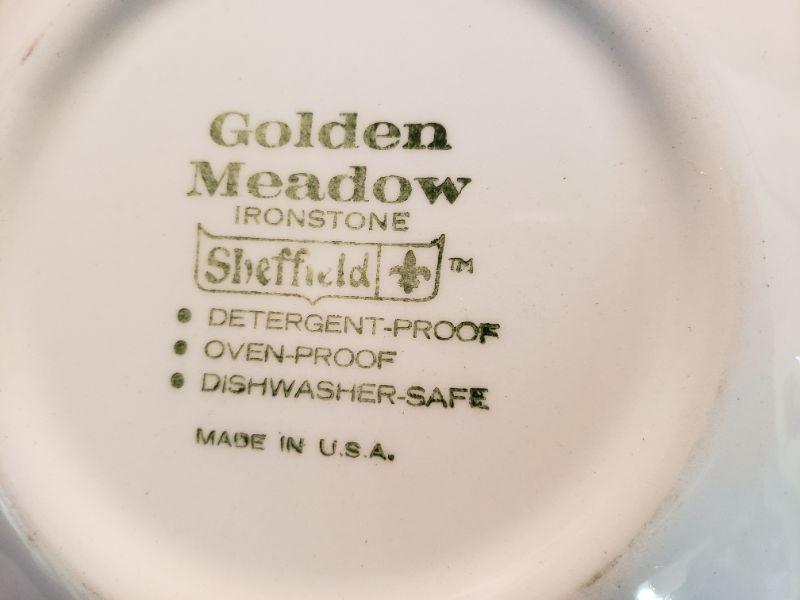 Golden
Meadow
IRONSTONE
Sheffield ™
• DETERGENT-PROOF
• OVEN-PROOF
• DISHWASHER-SAFE
MADE IN U.S.A.